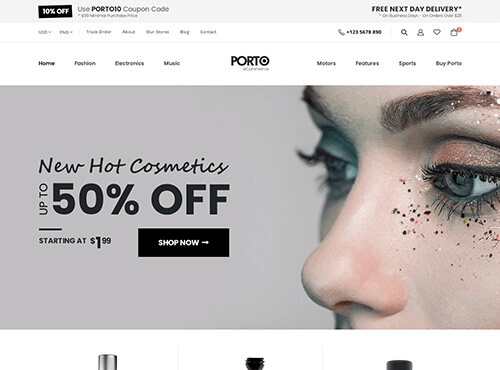 10% OFF Use PORTO10 Coupon Code
* $99 Minimal Purchase Price
FREE NEXT DAY DELIVERY*
* On Business Days - On Orders Over $25
USD ENG Track Order About Our Stores Blog Contact +123 5678 890
Home Fashion Electronics Music PORTO Motors Features Sports Buy Porto
eCommerce
New Hot Cosmetics
UP TO 50% OFF
STARTING AT $1 99
SHOP NOW →